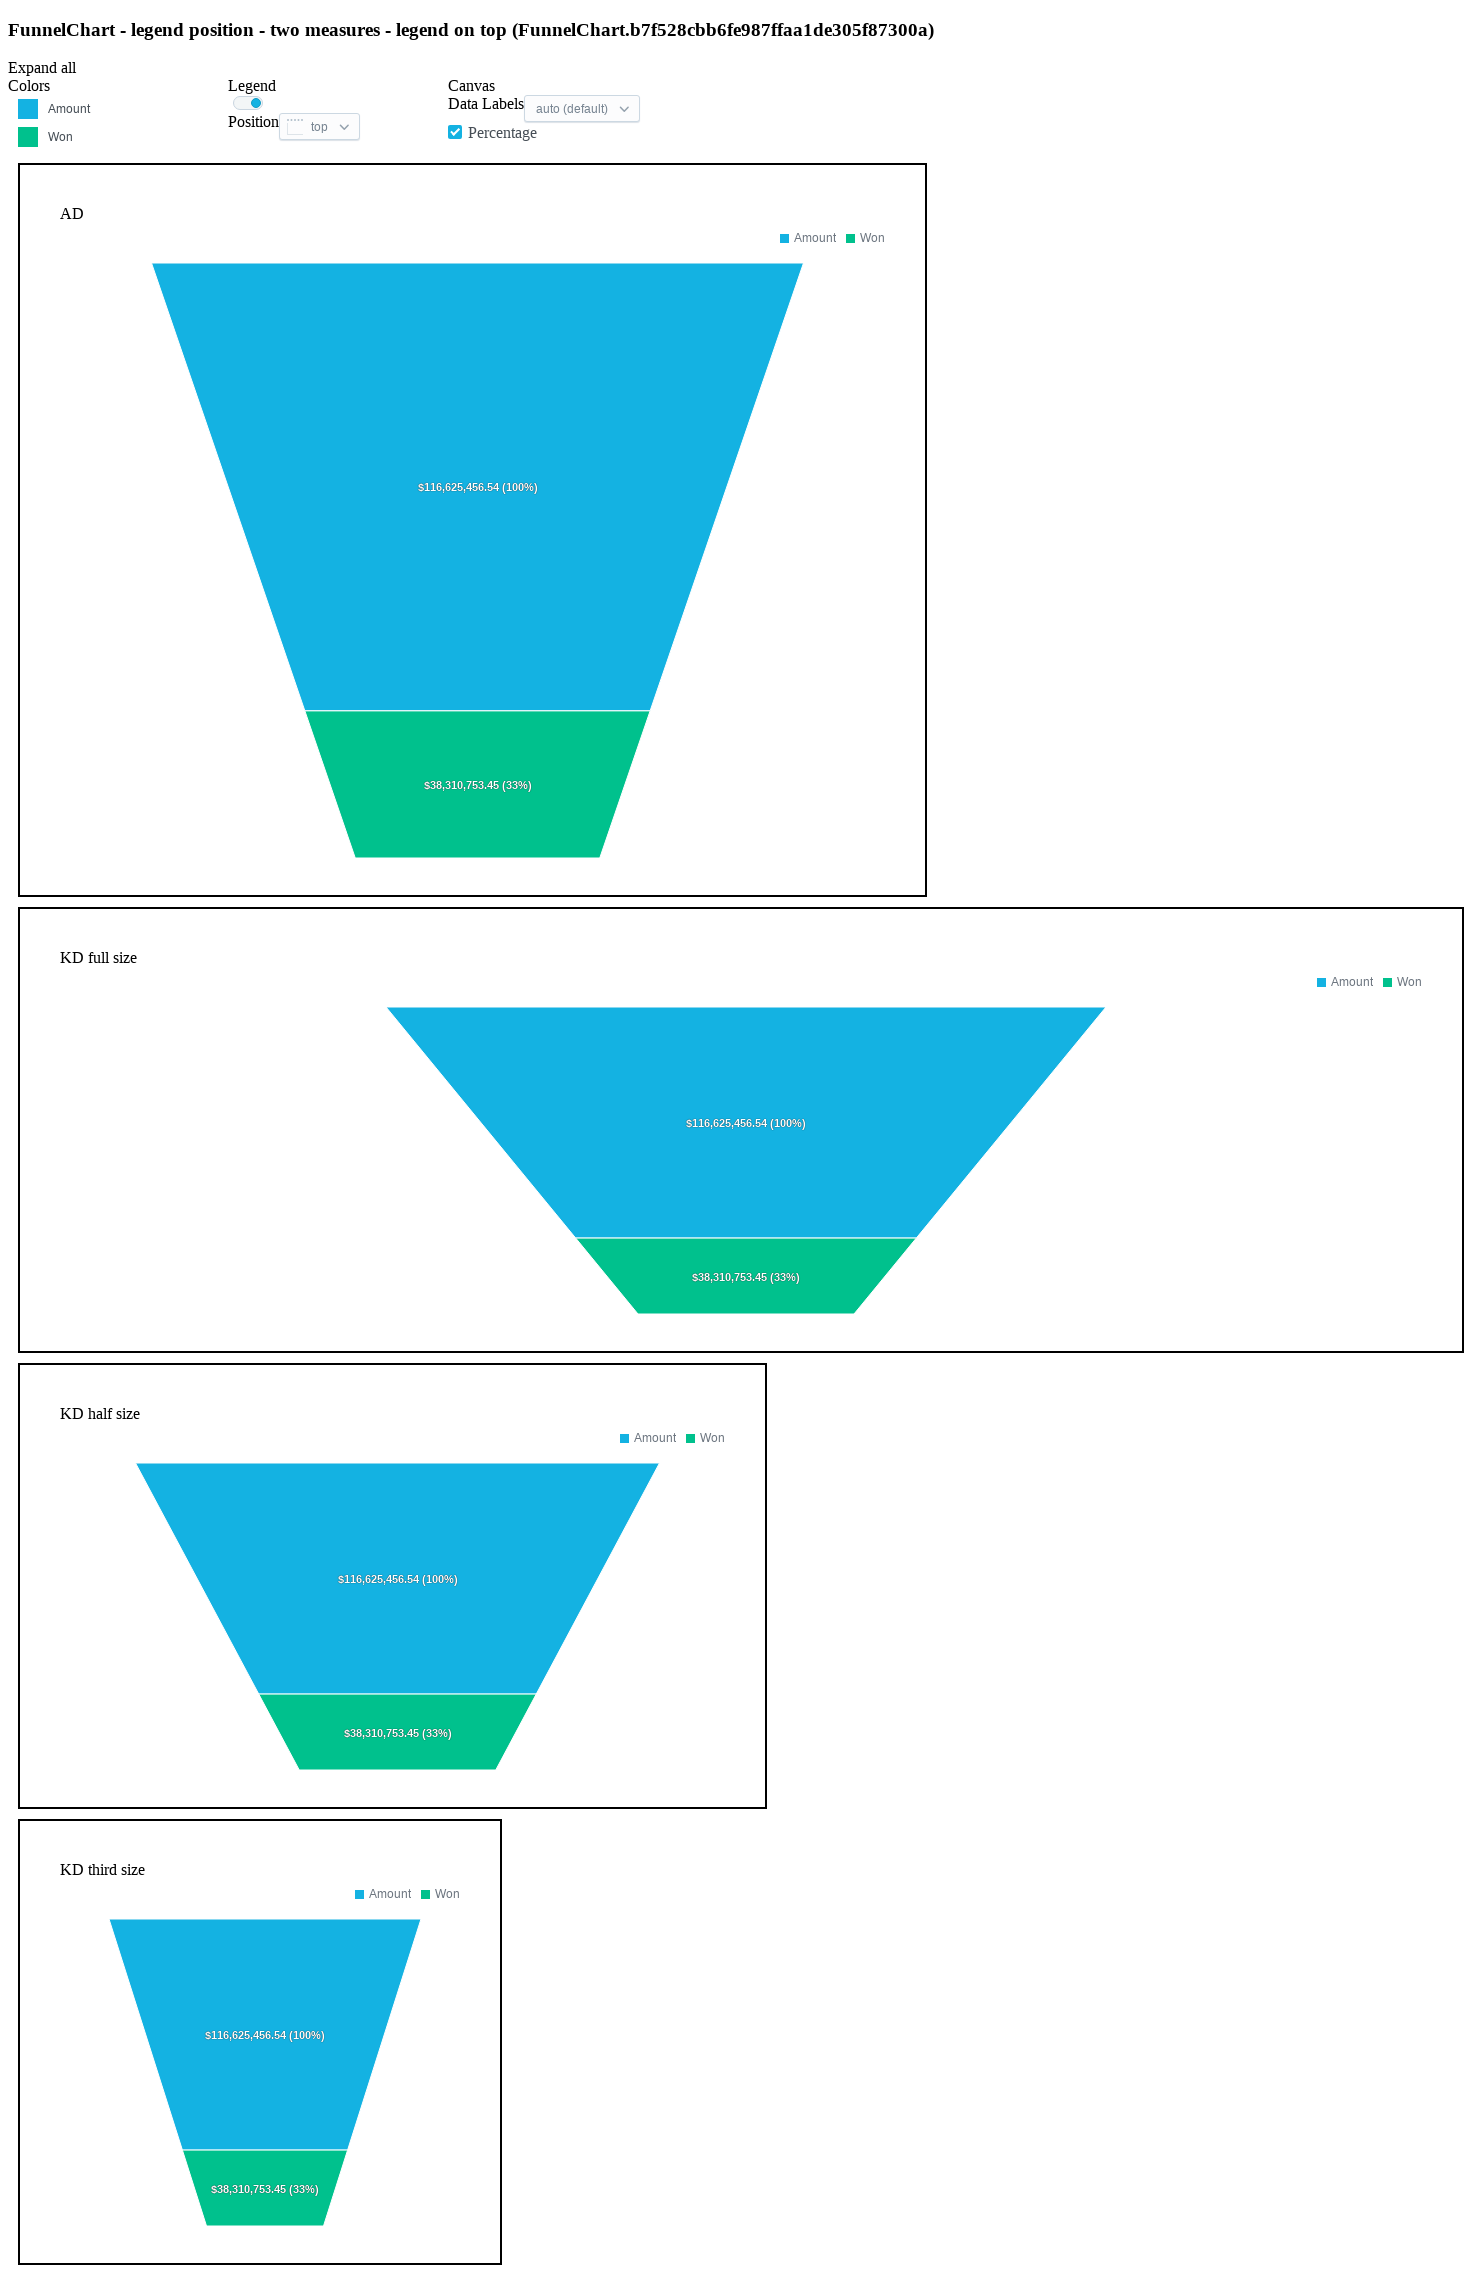 FunnelChart - legend position - two measures - legend on top (FunnelChart.b7f528cbb6fe987ffaa1de305f87300a)
Expand all
Colors
Amount
Won
Legend
Position top
Canvas
Data Labels auto (default)
Percentage
AD
Amount Won
$116,625,456.54 (100%)
$38,310,753.45 (33%)
KD full size
Amount Won
$116,625,456.54 (100%)
$38,310,753.45 (33%)
KD half size
Amount Won
$116,625,456.54 (100%)
$38,310,753.45 (33%)
KD third size
Amount Won
$116,625,456.54 (100%)
$38,310,753.45 (33%)